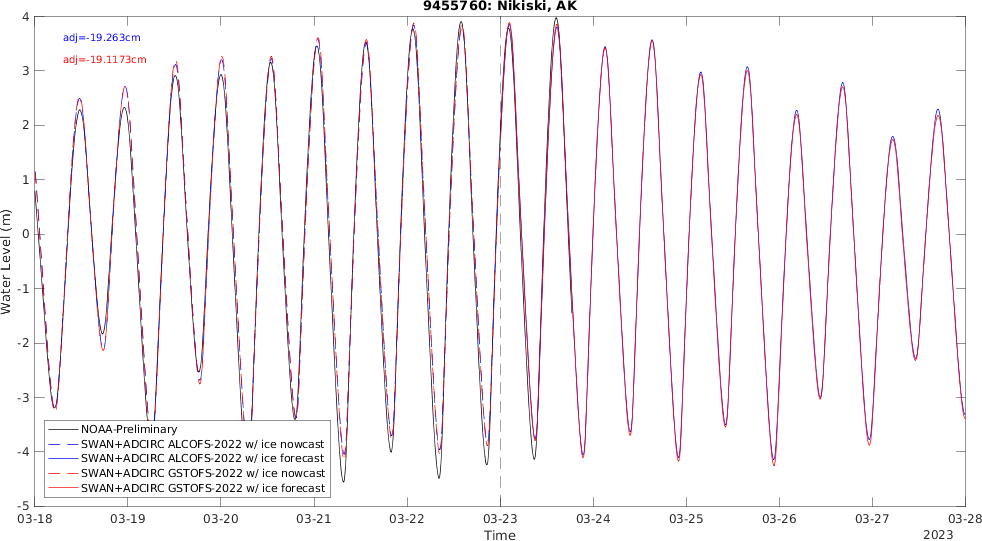 9455760: Nikiski, AK
adj=-19.263cm
adj=-19.1173cm
4
3
2
1
0
-1
-2
-3
-4
-5
Water Level (m)
NOAA-Preliminary
SWAN+ADCIRC ALCOFS-2022 w/ ice nowcast
SWAN+ADCIRC ALCOFS-2022 w/ ice forecast
SWAN+ADCIRC GSTOFS-2022 w/ ice nowcast
SWAN+ADCIRC GSTOFS-2022 w/ ice forecast
03-18 03-19 03-20 03-21 03-22 03-23 03-24 03-25 03-26 03-27 03-28
Time
2023